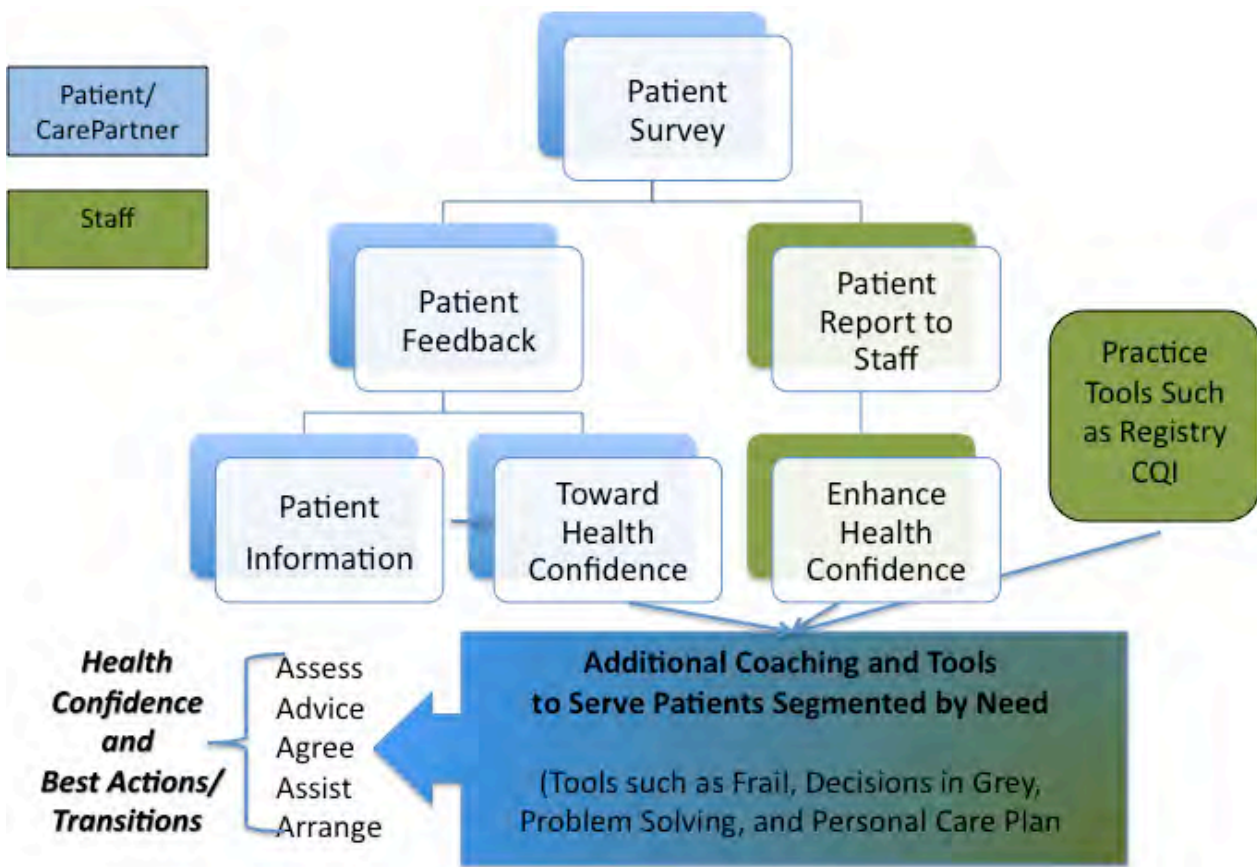 Patient/
CarePartner
Staff
Patient
Survey
Patient
Feedback
Patient
Report to
Staff
Practice
Tools Such
as Registry
CQI
Patient
Information
Toward
Health
Confidence
Enhance
Health
Confidence
Health
Confidence
and
Best Actions/
Transitions
Assess
Advice
Agree
Assist
Arrange
Additional Coaching and Tools
to Serve Patients Segmented by Need
(Tools such as Frail, Decisions in Grey,
Problem Solving, and Personal Care Plan